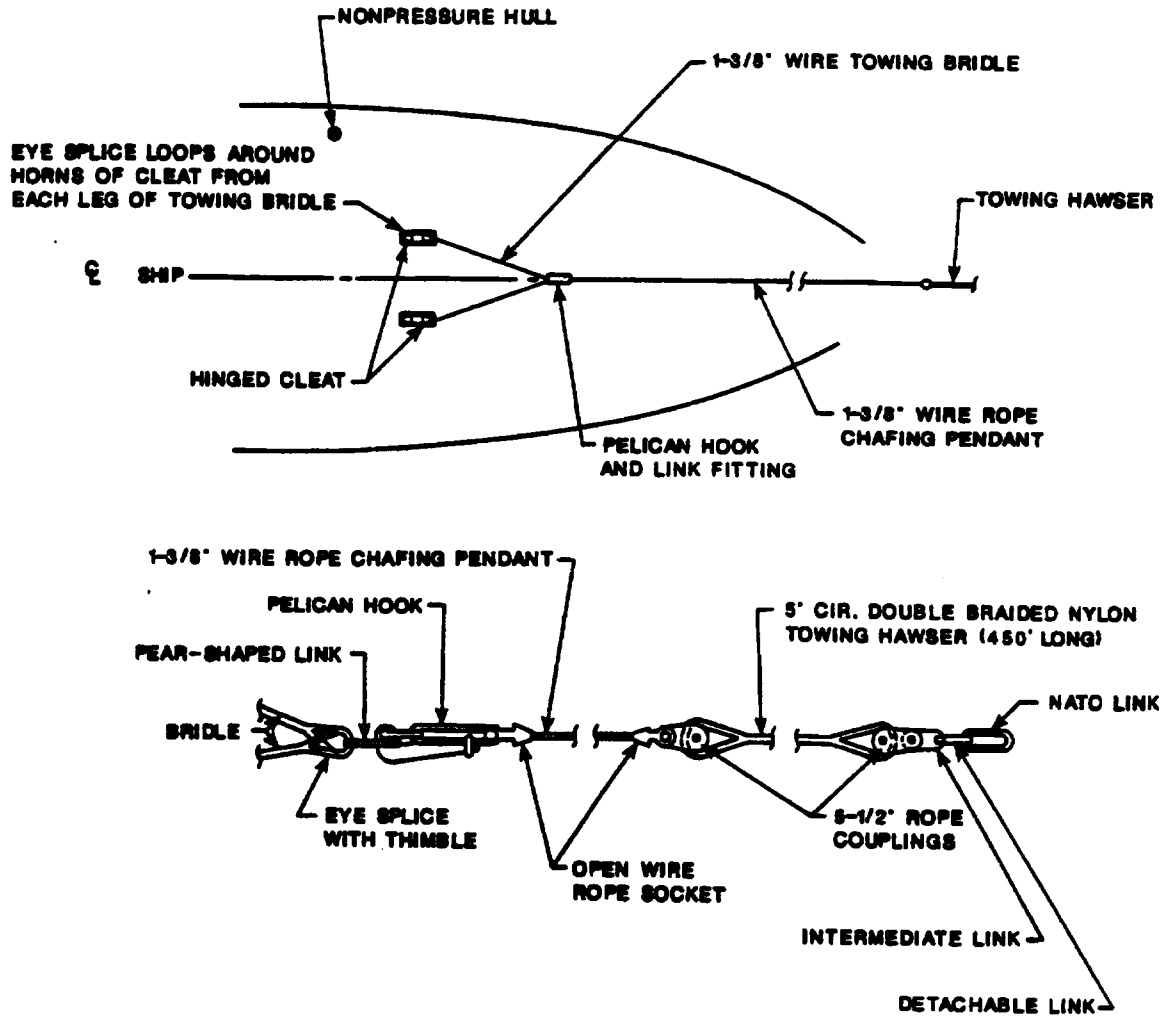 NONPRESSURE HULL
1-3/8" WIRE TOWING BRIDLE
EYE SPLICE LOOPS AROUND
HORNS OF CLEAT FROM
EACH LEG OF TOWING BRIDLE
TOWING HAWSER
℄ SHIP
HINGED CLEAT
1-3/8" WIRE ROPE
CHAFING PENDANT
PELICAN HOOK
AND LINK FITTING
1-3/8" WIRE ROPE CHAFING PENDANT
PELICAN HOOK
5" CIR. DOUBLE BRAIDED NYLON
TOWING HAWSER (450' LONG)
PEAR-SHAPED LINK
NATO LINK
BRIDLE
EYE SPLICE
WITH THIMBLE
5-1/2" ROPE
COUPLINGS
OPEN WIRE
ROPE SOCKET
INTERMEDIATE LINK
DETACHABLE LINK